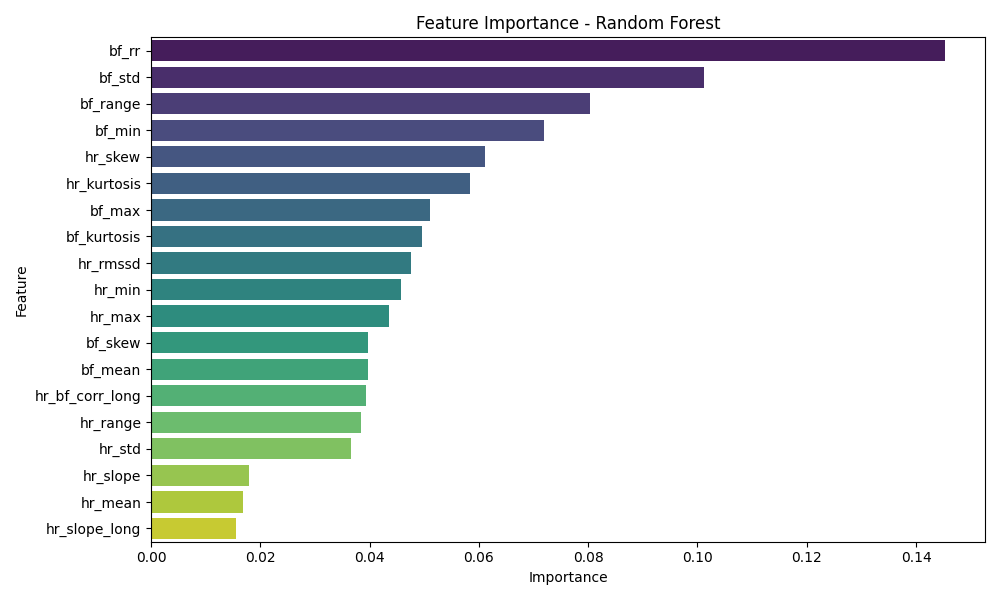 Feature Importance - Random Forest
Feature
bf_rr
bf_std
bf_range
bf_min
hr_skew
hr_kurtosis
bf_max
bf_kurtosis
hr_rmssd
hr_min
hr_max
bf_skew
bf_mean
hr_bf_corr_long
hr_range
hr_std
hr_slope
hr_mean
hr_slope_long
0.00 0.02 0.04 0.06 0.08 0.10 0.12 0.14
Importance